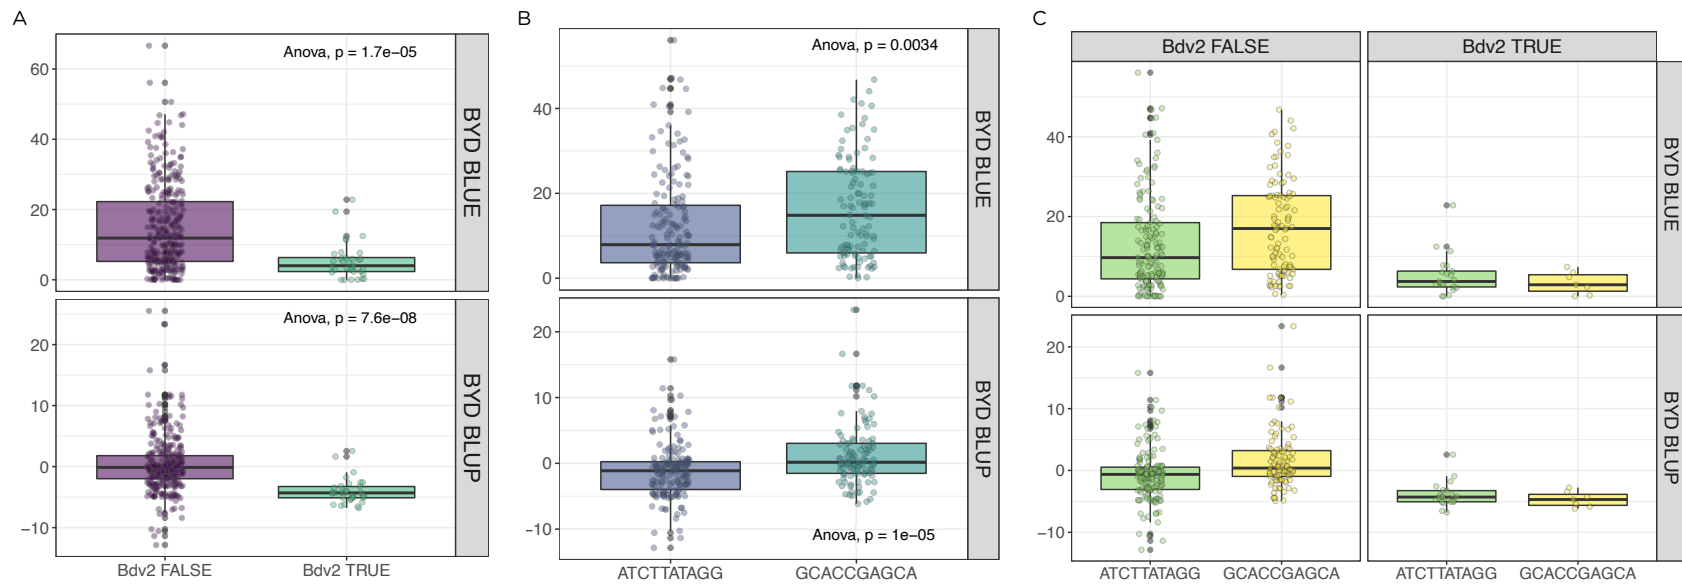 A
Anova, p = 1.7e−05
60
40
20
0
BYD BLUE
Anova, p = 7.6e−08
20
10
0
−10
BYD BLUP
Bdv2 FALSE
Bdv2 TRUE
B
Anova, p = 0.0034
40
20
0
BYD BLUE
20
10
0
−10
Anova, p = 1e−05
BYD BLUP
ATCTTATAGG
GCACCGAGCA
C
Bdv2 FALSE
Bdv2 TRUE
40
20
0
BYD BLUE
20
10
0
−10
BYD BLUP
ATCTTATAGG
GCACCGAGCA
ATCTTATAGG
GCACCGAGCA